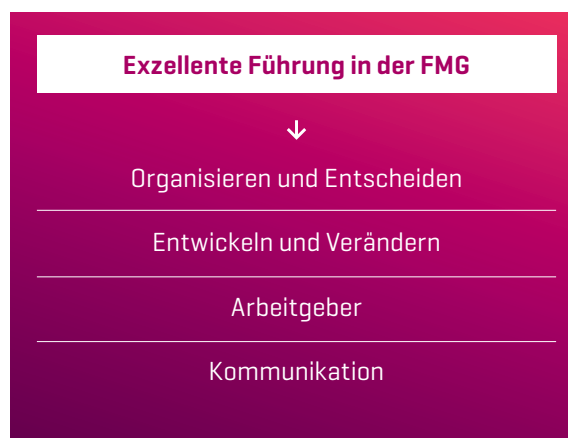 Exzellente Führung in der FMG
Organisieren und Entscheiden
Entwickeln und Verändern
Arbeitgeber
Kommunikation